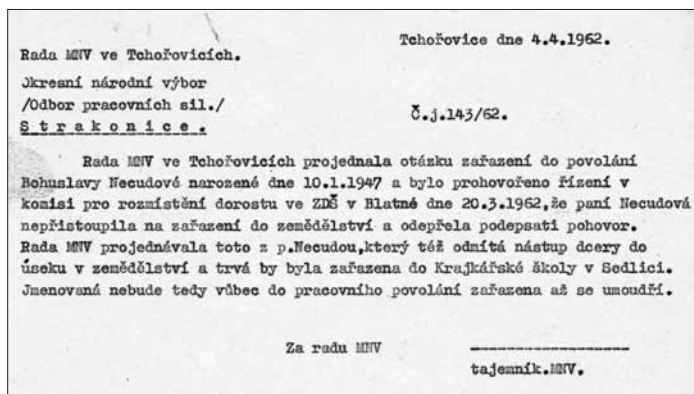 Tchořovice dne 4.4.1962.
Rada MNV ve Tchořovicích.
Okresní národní výbor
/Odbor pracovních sil./
Strakonice.
Č.j.143/62.
Rada MNV ve Tchořovicích projednala otázku zařazení do povolání
Bohuslavy Necudové narozené dne 10.1.1947 a bylo prohovořeno řízení v
komisi pro rozmístění dorostu ve ZDŠ v Blatné dne 20.3.1962,že paní Necudová
nepřistoupila na zařazení do zemědělství a odepřela podepsati pohovor.
Rada MNV projednávala toto z p.Necudou,který též odmítá nástup dcery do
úseku v zemědělství a trvá by byla zařazena do Krajkářské školy v Sedlici.
Jmenovaná nebude tedy vůbec do pracovního povolání zařazena až se umoudří.
Za radu MNV
tajemník.MNV.